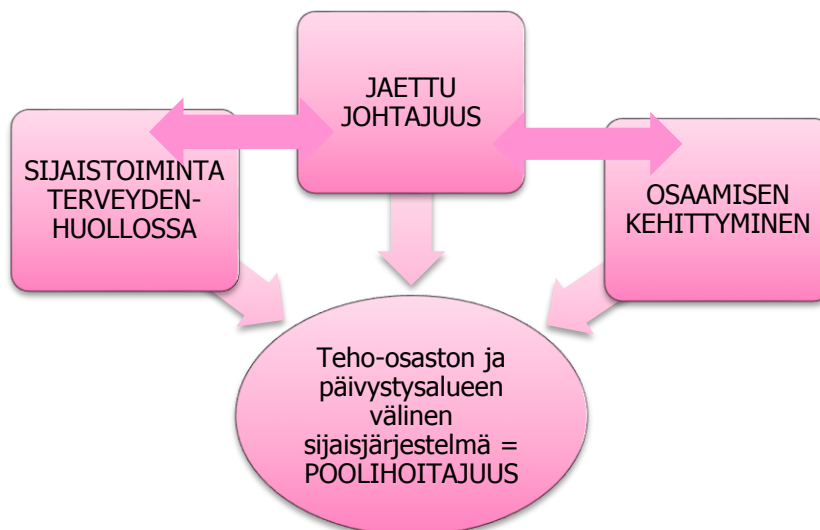 JAETTU
JOHTAJUUS
SIJAISTOIMINTA
TERVEYDEN-
HUOLLOSSA
OSAAMISEN
KEHITTYMINEN
Teho-osaston ja
päivystysalueen
välinen
sijaisjärjestelmä =
POOLIHOITAJUUS